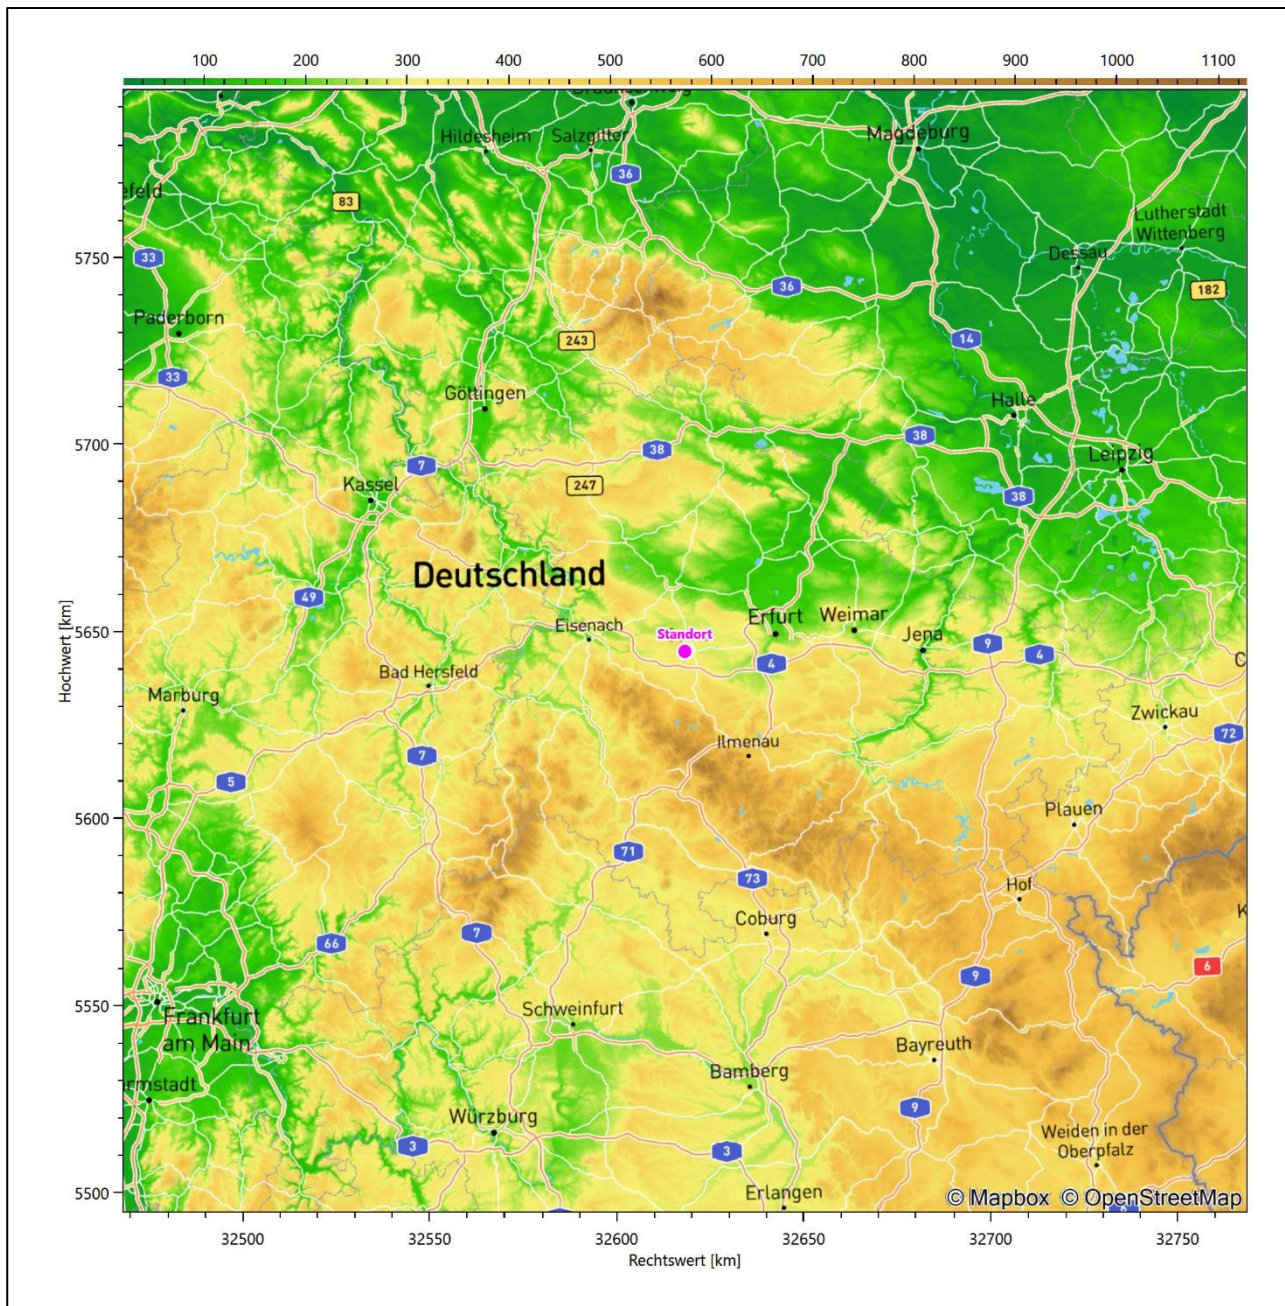 100 200 300 400 500 600 700 800 900 1000 1100
Hildesheim
Salzgitter
Magdeburg
36
83
efeld
Lutherstadt
Wittenberg
33
Dessau
5750
36
182
Paderborn
243
14
33
Göttingen
Halle
38
5700
38
7
Leipzig
247
Kassel
38
Deutschland
49
Erfurt
Weimar
Eisenach
Standort
5650
Jena
9
4
4
Bad Hersfeld
Hochwert [km]
Marburg
Zwickau
72
Ilmenau
7
5
5600
Plauen
71
73
Hof
Coburg
K
7
66
6
9
5550
Schweinfurt
Frankfurt
am Main
Bayreuth
Bamberg
rmstadt
9
Würzburg
3
3
Weiden in der
Oberpfalz
5500
Erlangen
© Mapbox © OpenStreetMap
32500 32550 32600 32650 32700 32750
Rechtswert [km]